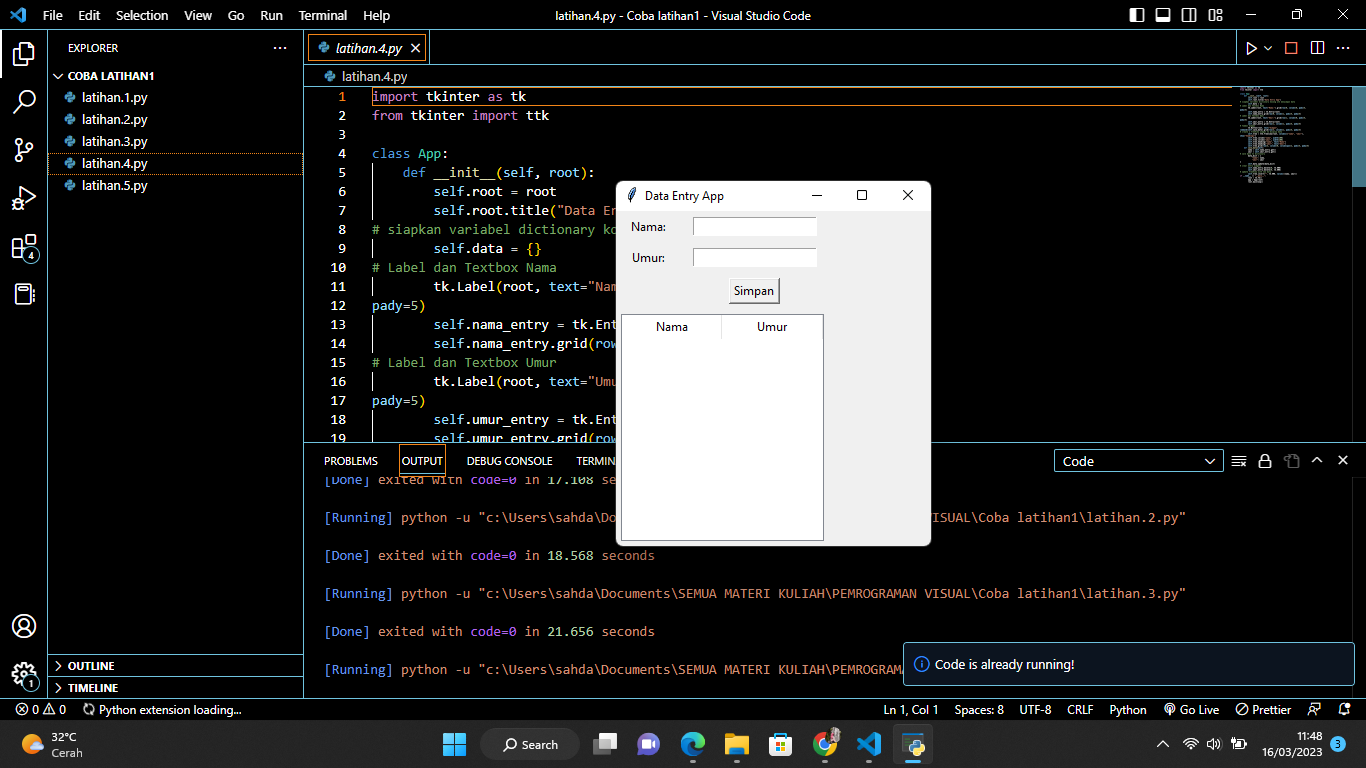 File Edit Selection View Go Run Terminal Help
latihan.4.py - Coba latihan1 - Visual Studio Code
EXPLORER
COBA LATIHAN1
latihan.1.py
latihan.2.py
latihan.3.py
latihan.4.py
latihan.5.py
OUTLINE
TIMELINE
4
1
latihan.4.py
latihan.4.py
1 import tkinter as tk
2 from tkinter import ttk
3
4 class App:
5 def __init__(self, root):
6 self.root = root
7 self.root.title("Data En
8 # siapkan variabel dictionary ko
9 self.data = {}
10 # Label dan Textbox Nama
11 tk.Label(root, text="Nam
12 pady=5)
13 self.nama_entry = tk.Ent
14 self.nama_entry.grid(row
15 # Label dan Textbox Umur
16 tk.Label(root, text="Umu
17 pady=5)
18 self.umur_entry = tk.Ent
19 self.umur_entry.grid(row
Data Entry App
Nama:
Umur:
Simpan
Nama Umur
PROBLEMS OUTPUT DEBUG CONSOLE TERMIN
Code
[Done] exited with code=0 in 17.108 se
[Running] python -u "c:\Users\sahda\Do VISUAL\Coba latihan1\latihan.2.py"
[Done] exited with code=0 in 18.568 seconds
[Running] python -u "c:\Users\sahda\Documents\SEMUA MATERI KULIAH\PEMROGRAMAN VISUAL\Coba latihan1\latihan.3.py"
[Done] exited with code=0 in 21.656 seconds
[Running] python -u "c:\Users\sahda\Documents\SEMUA MATERI KULIAH\PEMROGRAMA
Code is already running!
0 0 Python extension loading...
Ln 1, Col 1 Spaces: 8 UTF-8 CRLF Python Go Live Prettier
32°C
Cerah
Search
11:48
16/03/2023
3